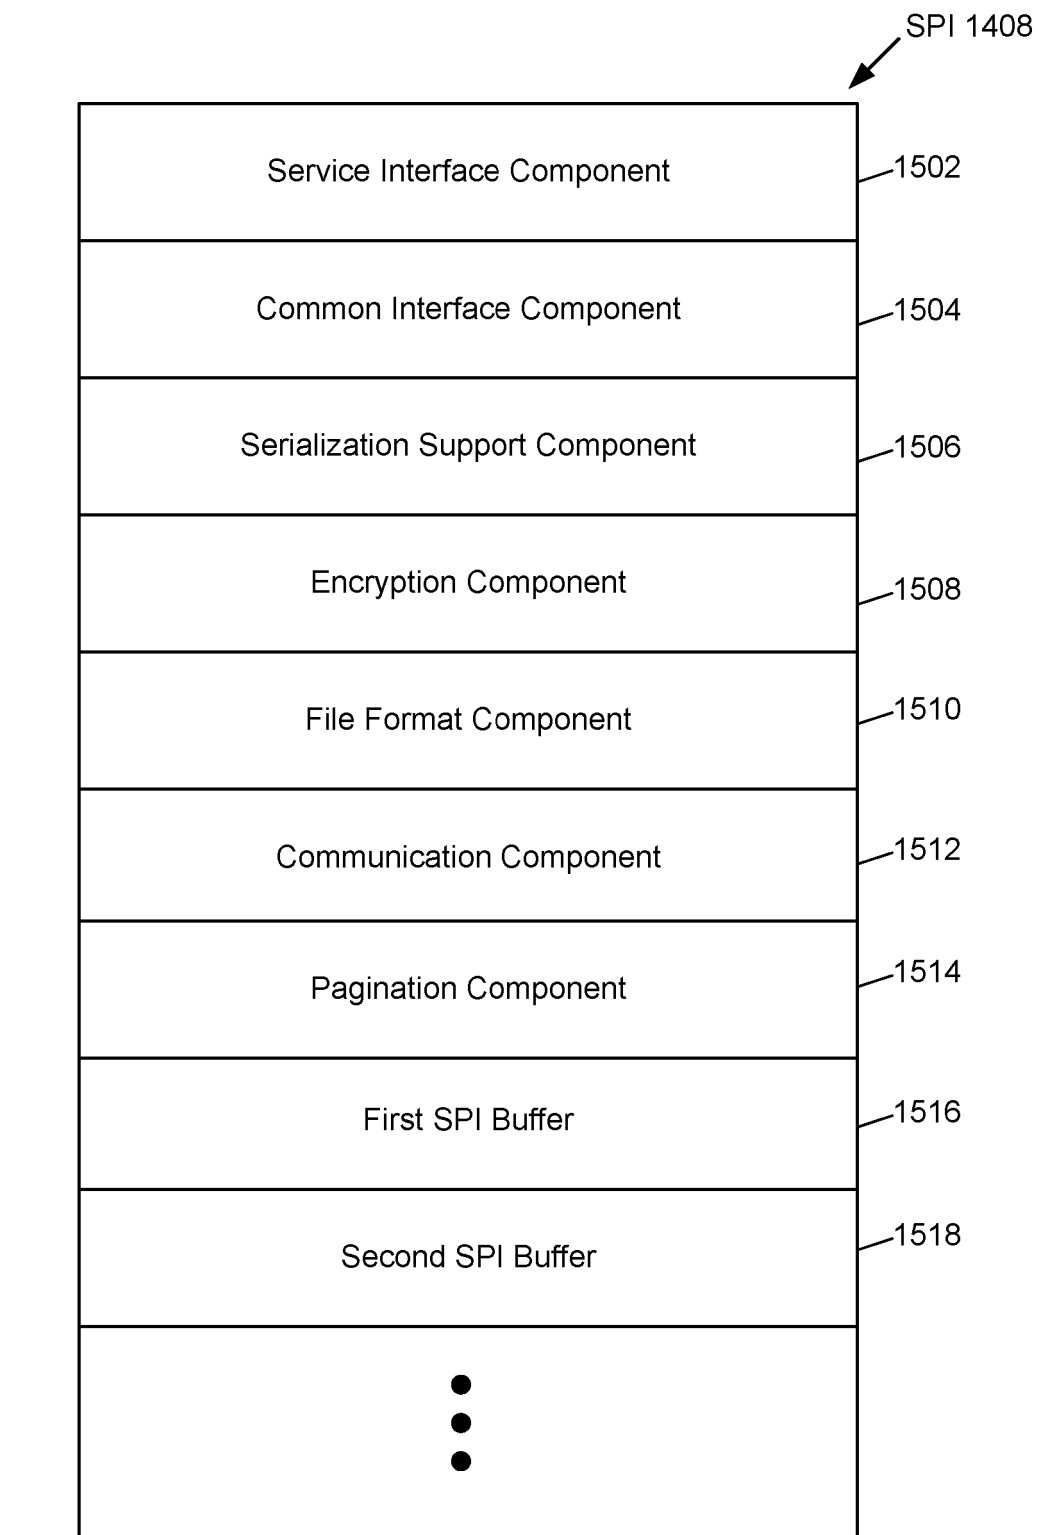 SPI 1408
Service Interface Component
1502
Common Interface Component
1504
Serialization Support Component
1506
Encryption Component
1508
File Format Component
1510
Communication Component
1512
Pagination Component
1514
First SPI Buffer
1516
Second SPI Buffer
1518